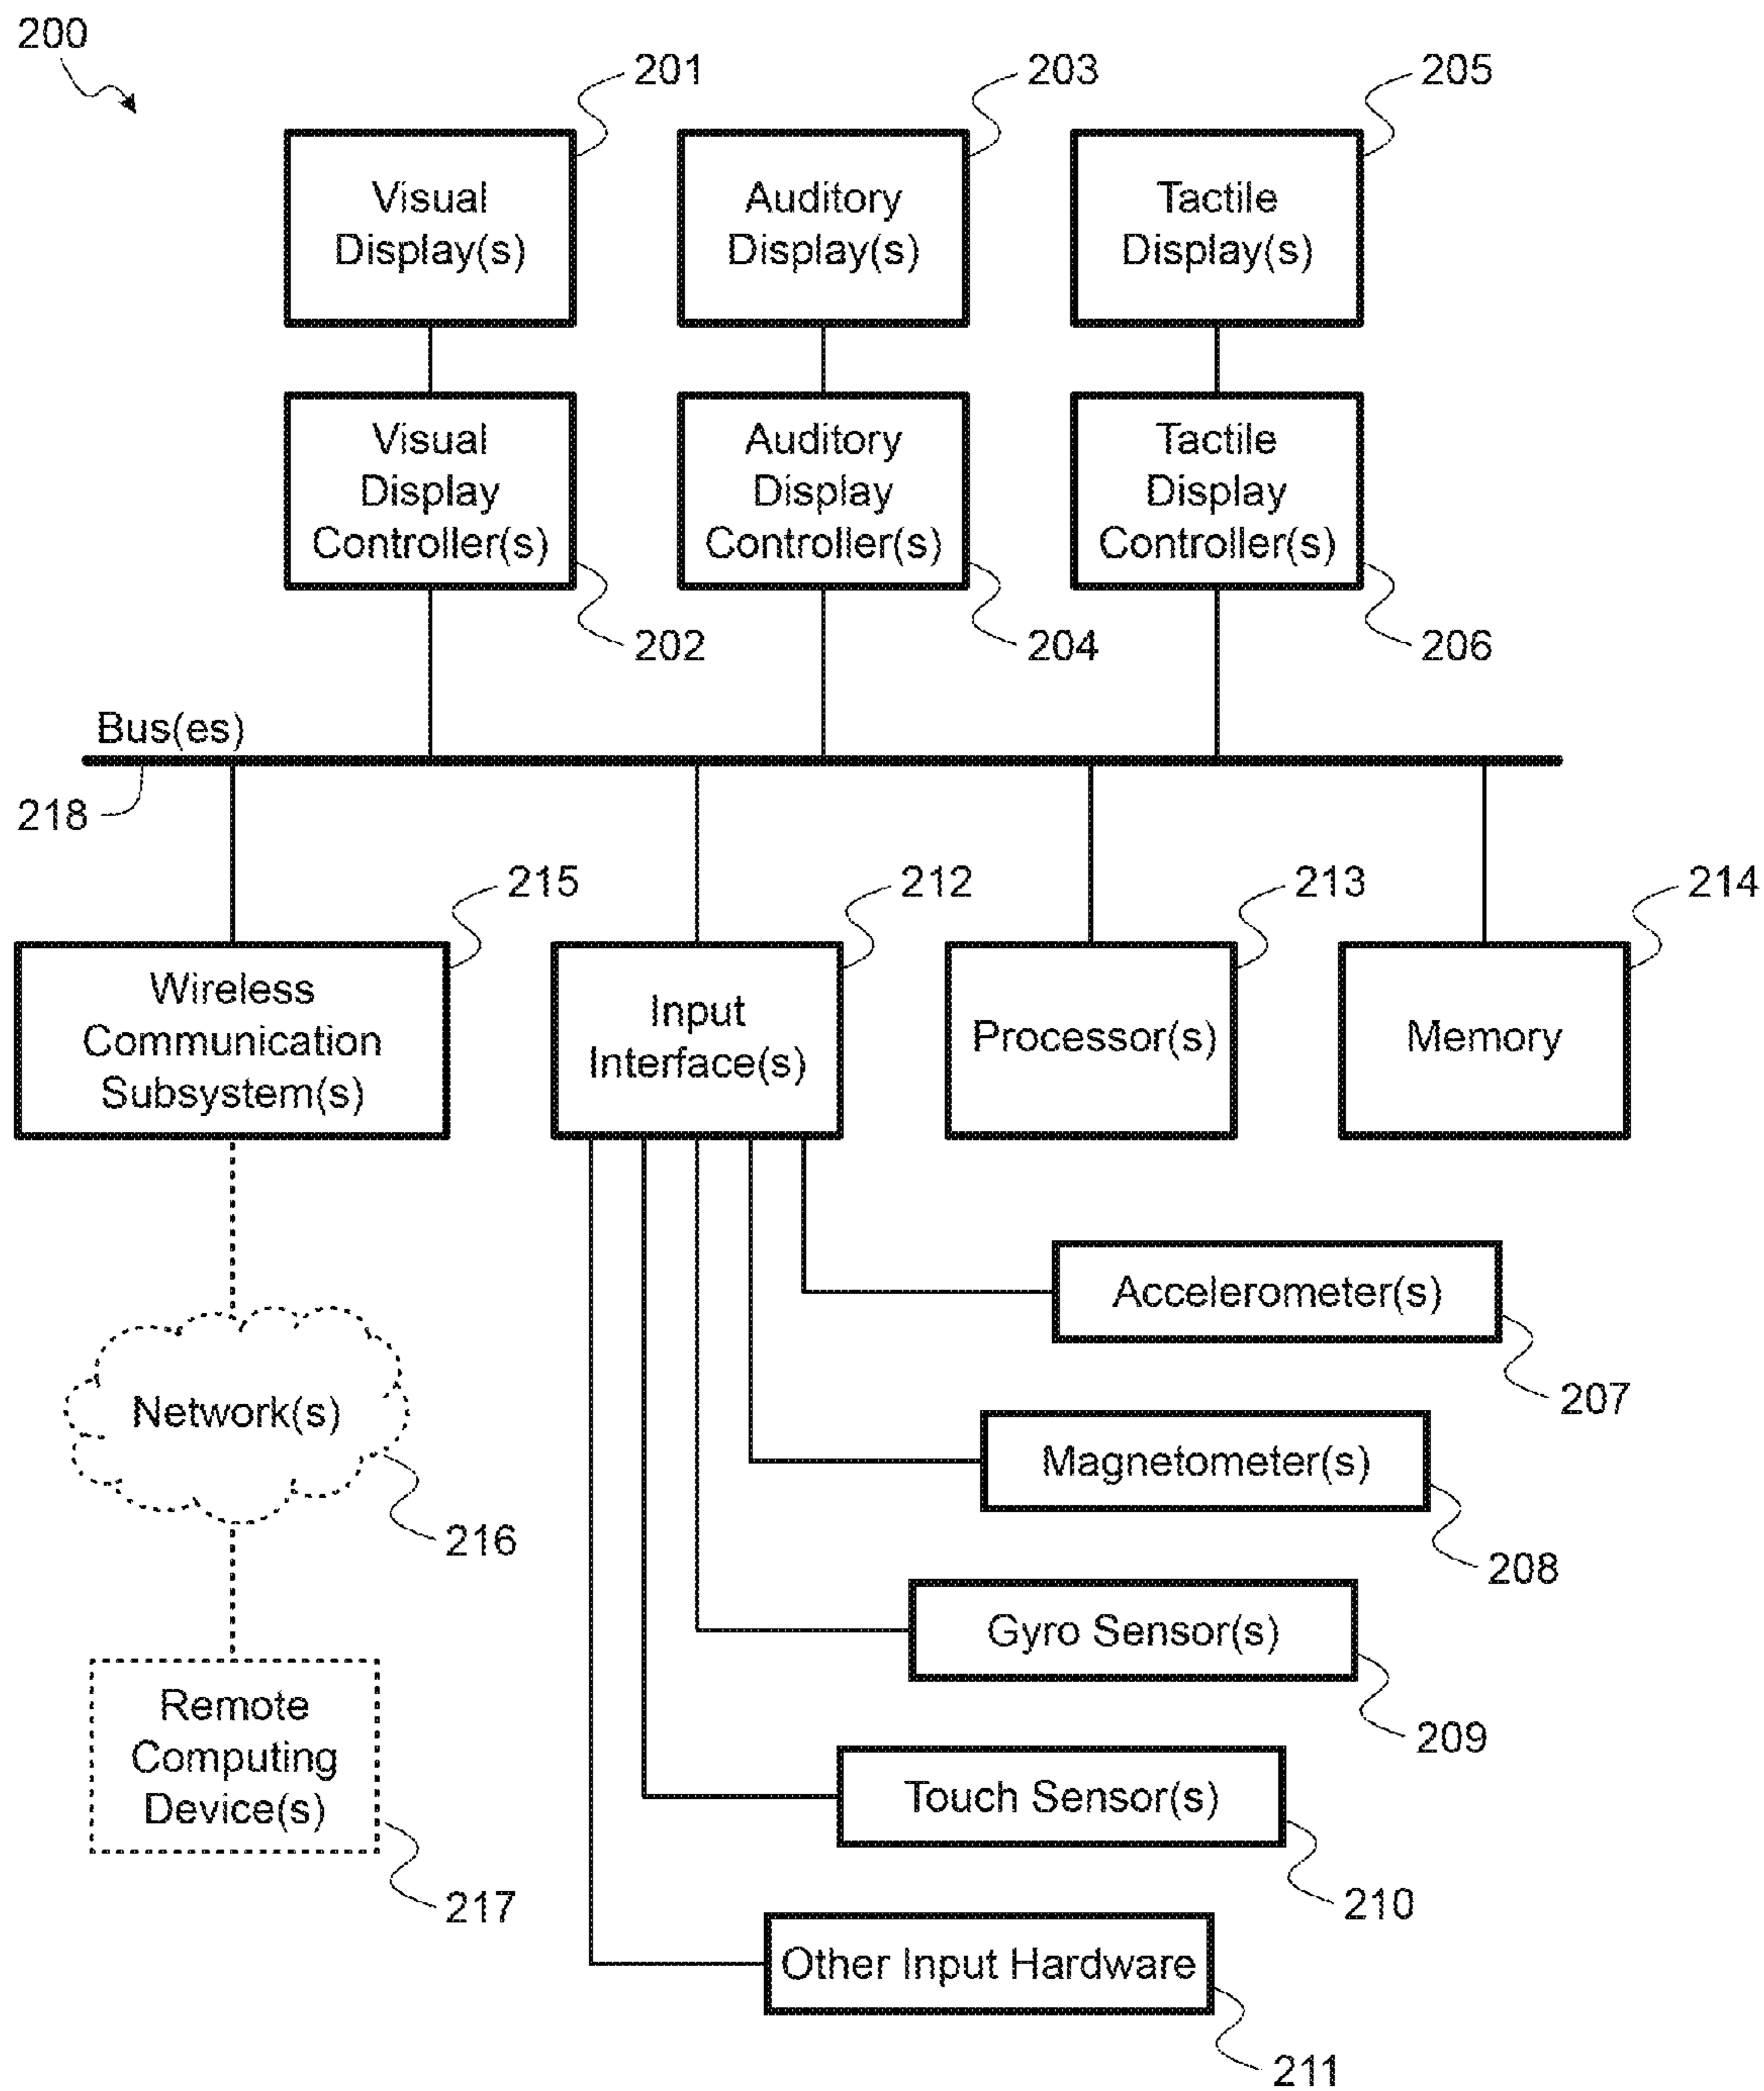 200
201
203
205
Visual
Display(s)
Auditory
Display(s)
Tactile
Display(s)
Visual
Display
Controller(s)
Auditory
Display
Controller(s)
Tactile
Display
Controller(s)
202
204
206
Bus(es)
218
215
212
213
214
Wireless
Communication
Subsystem(s)
Input
Interface(s)
Processor(s)
Memory
Accelerometer(s)
207
Network(s)
216
Magnetometer(s)
208
Gyro Sensor(s)
209
Remote
Computing
Device(s)
217
Touch Sensor(s)
210
Other Input Hardware
211